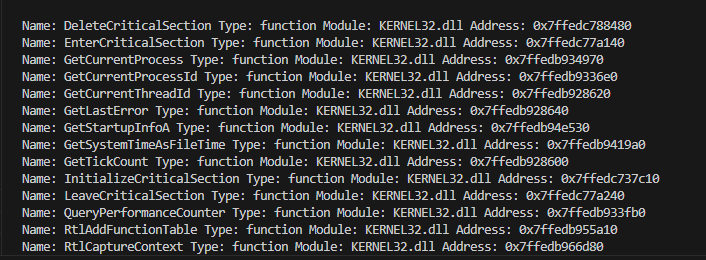 Name: DeleteCriticalSection Type: function Module: KERNEL32.dll Address: 0x7ffedc788480
Name: EnterCriticalSection Type: function Module: KERNEL32.dll Address: 0x7ffedc77a140
Name: GetCurrentProcess Type: function Module: KERNEL32.dll Address: 0x7ffedb934970
Name: GetCurrentProcessId Type: function Module: KERNEL32.dll Address: 0x7ffedb9336e0
Name: GetCurrentThreadId Type: function Module: KERNEL32.dll Address: 0x7ffedb928620
Name: GetLastError Type: function Module: KERNEL32.dll Address: 0x7ffedb928640
Name: GetStartupInfoA Type: function Module: KERNEL32.dll Address: 0x7ffedb94e530
Name: GetSystemTimeAsFileTime Type: function Module: KERNEL32.dll Address: 0x7ffedb9419a0
Name: GetTickCount Type: function Module: KERNEL32.dll Address: 0x7ffedb928600
Name: InitializeCriticalSection Type: function Module: KERNEL32.dll Address: 0x7ffedc737c10
Name: LeaveCriticalSection Type: function Module: KERNEL32.dll Address: 0x7ffedc77a240
Name: QueryPerformanceCounter Type: function Module: KERNEL32.dll Address: 0x7ffedb933fb0
Name: RtlAddFunctionTable Type: function Module: KERNEL32.dll Address: 0x7ffedb955a10
Name: RtlCaptureContext Type: function Module: KERNEL32.dll Address: 0x7ffedb966d80